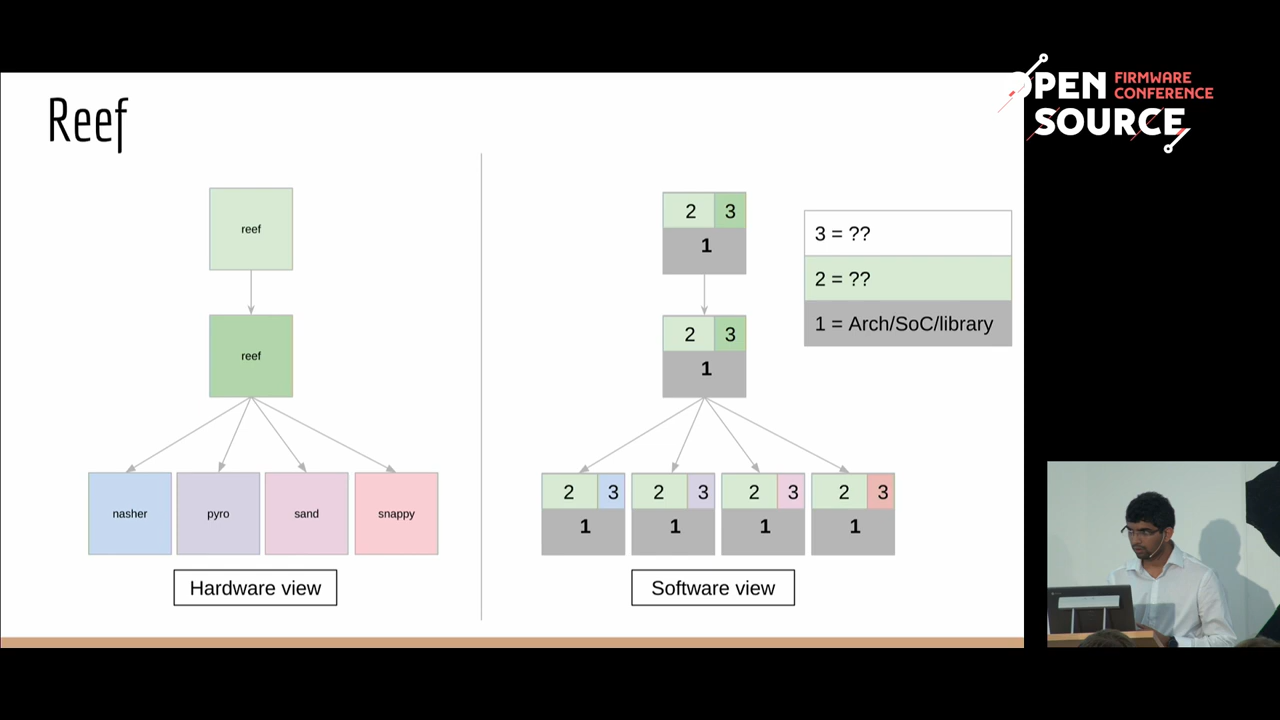 Reef
OPEN FIRMWARE
CONFERENCE
SOURCE
reef
reef
nasher
pyro
sand
snappy
Hardware view
2 3
1
2 3
1
2 3
1
2 3
1
2 3
1
2 3
1
Software view
3 = ??
2 = ??
1 = Arch/SoC/library